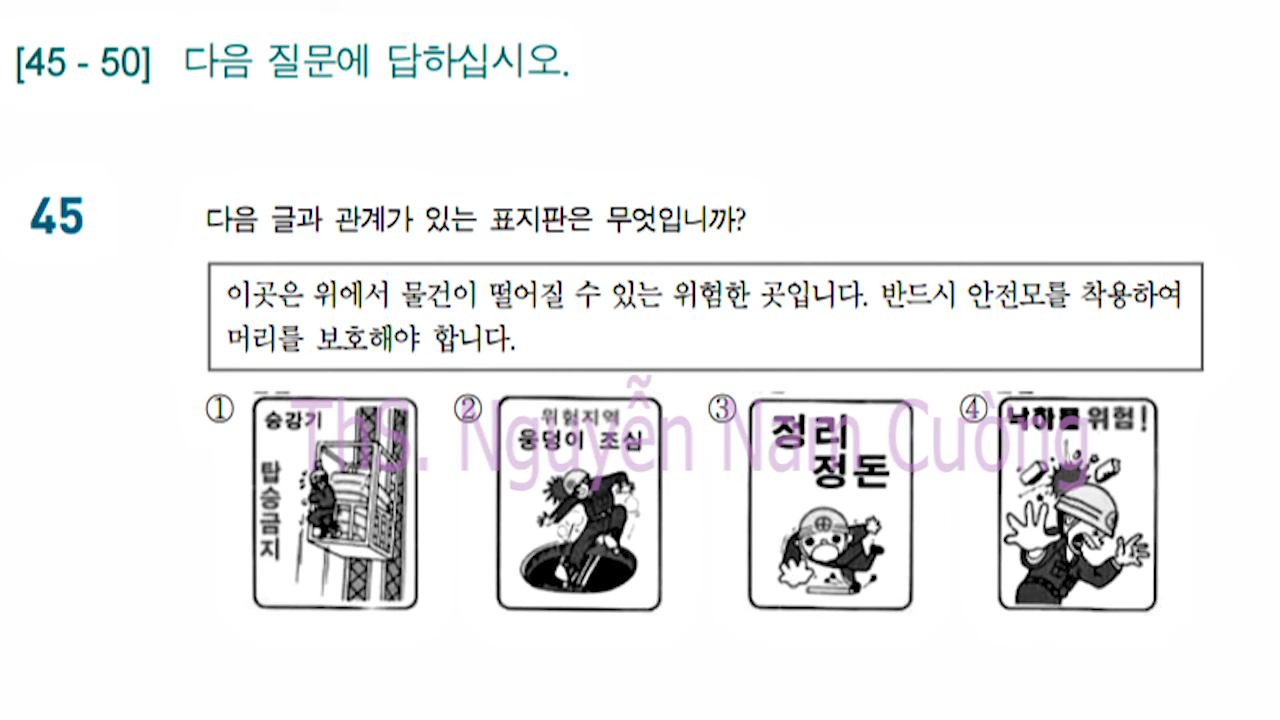 [45 - 50] 다음 질문에 답하십시오.
45
다음 글과 관계가 있는 표지판은 무엇입니까?
이곳은 위에서 물건이 떨어질 수 있는 위험한 곳입니다. 반드시 안전모를 착용하여
머리를 보호해야 합니다.
①
승강기
탑승금지
②
위험지역
웅덩이 조심
③
정리
정돈
④
낙하물 위험!
ThS. Nguyễn Nam Cường